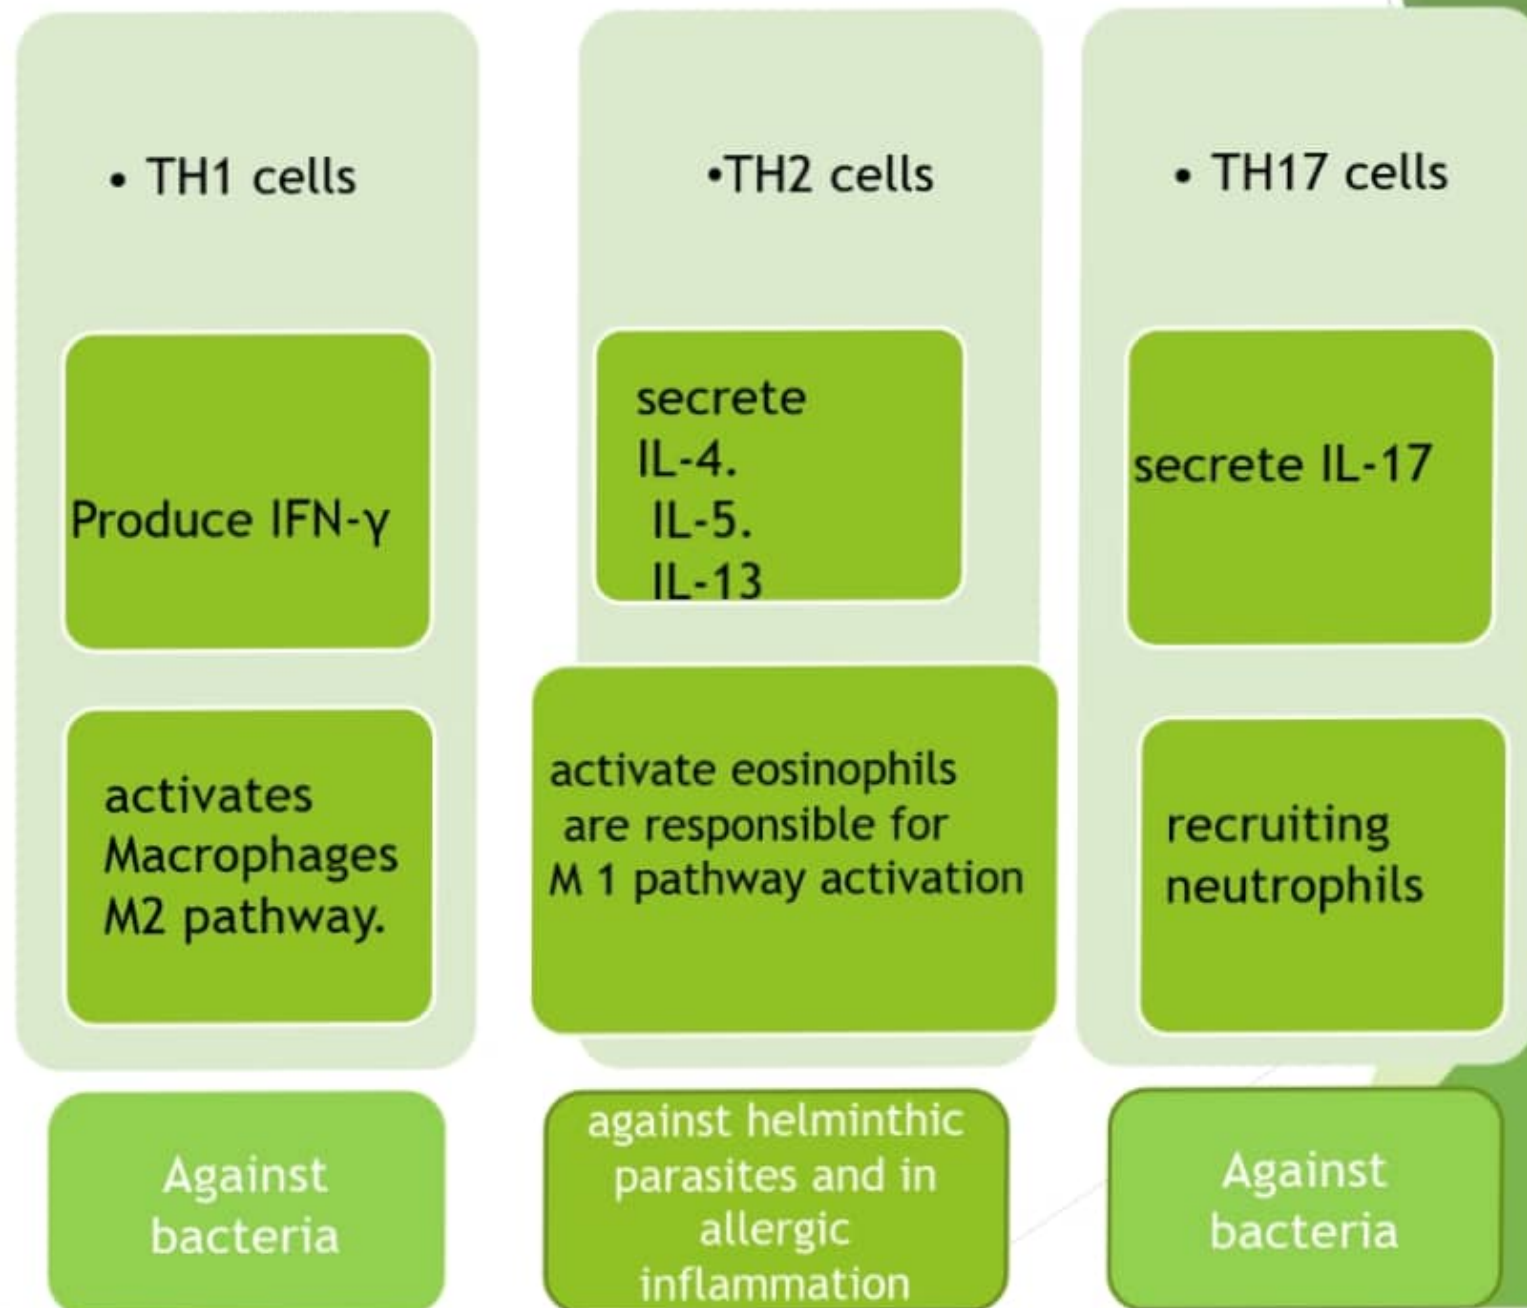 • TH1 cells
Produce IFN-γ
activates
Macrophages
M2 pathway.
Against
bacteria
•TH2 cells
secrete
IL-4.
IL-5.
IL-13
activate eosinophils
are responsible for
M 1 pathway activation
against helminthic
parasites and in
allergic
inflammation
• TH17 cells
secrete IL-17
recruiting
neutrophils
Against
bacteria